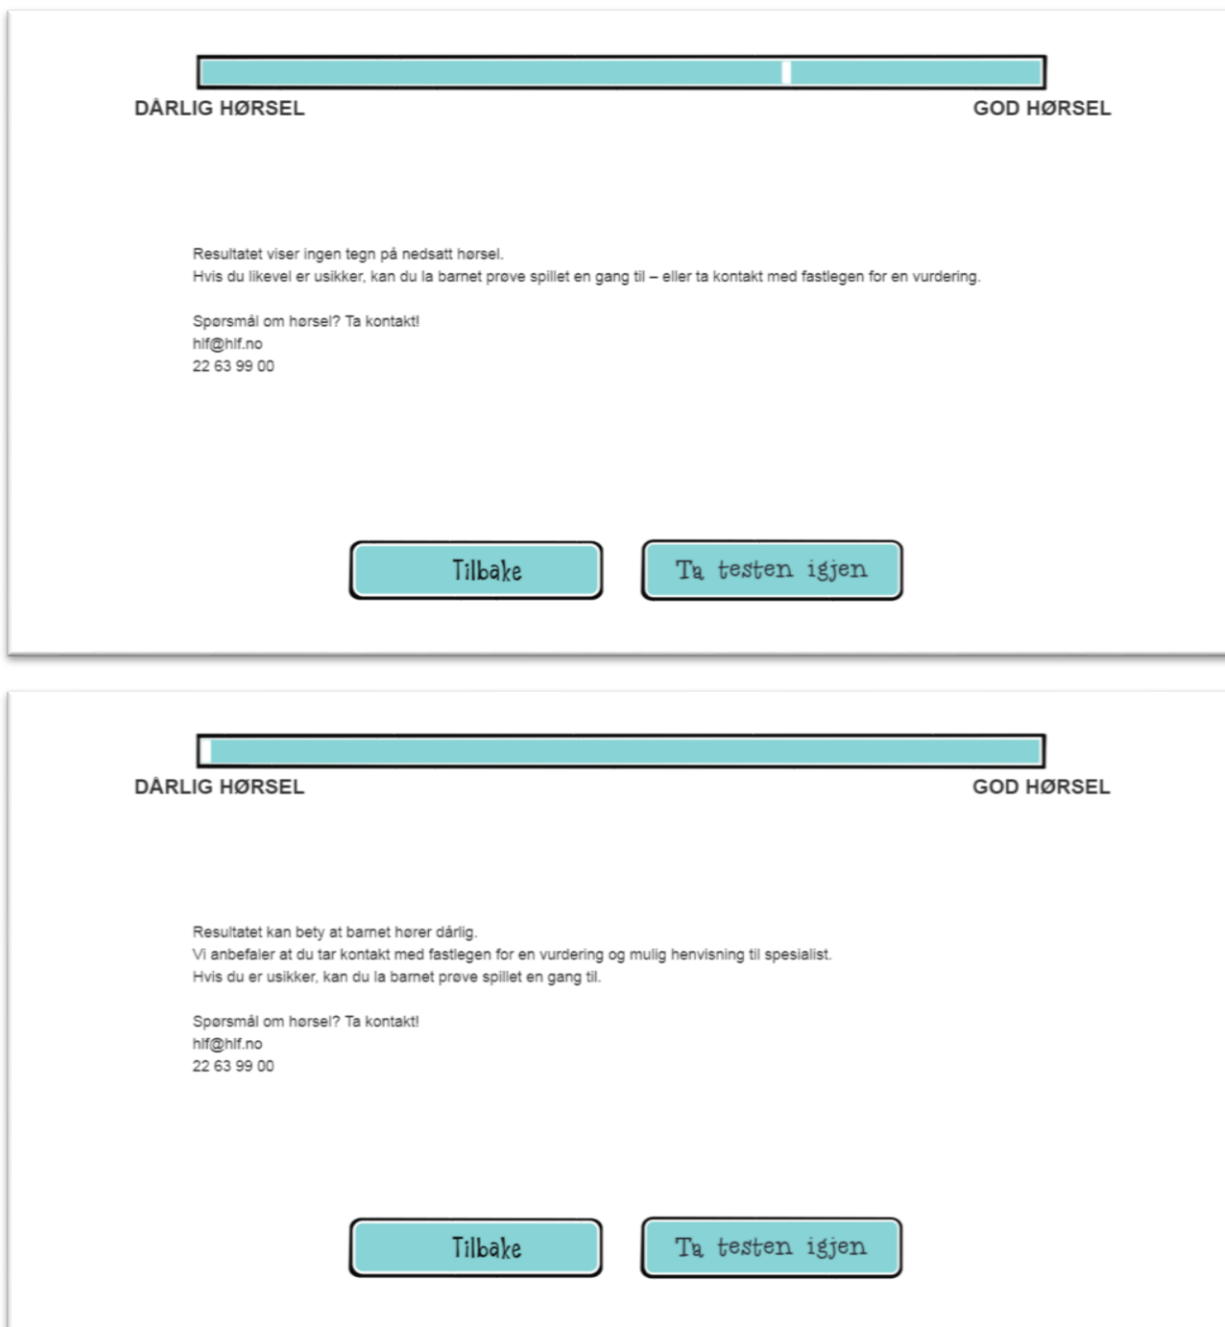 DÅRLIG HØRSEL
GOD HØRSEL
Resultatet viser ingen tegn på nedsatt hørsel.
Hvis du likevel er usikker, kan du la barnet prøve spillet en gang til – eller ta kontakt med fastlegen for en vurdering.
Spørsmål om hørsel? Ta kontakt!
hlf@hlf.no
22 63 99 00
Tilbake
Ta testen igjen
DÅRLIG HØRSEL
GOD HØRSEL
Resultatet kan bety at barnet hører dårlig.
Vi anbefaler at du tar kontakt med fastlegen for en vurdering og mulig henvisning til spesialist.
Hvis du er usikker, kan du la barnet prøve spillet en gang til.
Spørsmål om hørsel? Ta kontakt!
hlf@hlf.no
22 63 99 00
Tilbake
Ta testen igjen